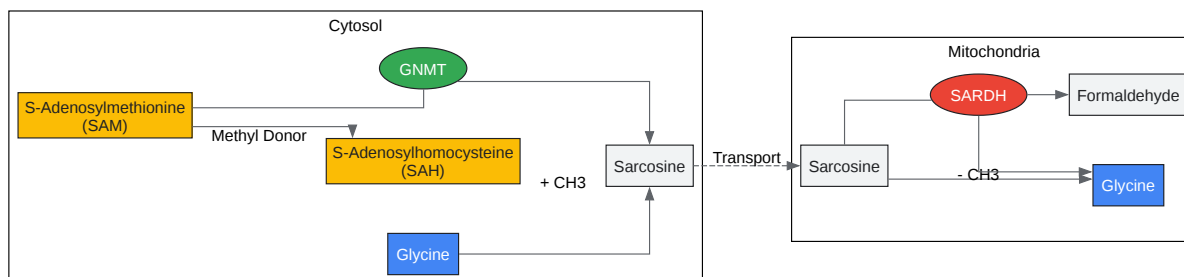 Cytosol
GNMT
S-Adenosylmethionine
(SAM)
Methyl Donor
S-Adenosylhomocysteine
(SAH)
+ CH3
Sarcosine
Glycine
Transport
Mitochondria
SARDH
Formaldehyde
Sarcosine
- CH3
Glycine